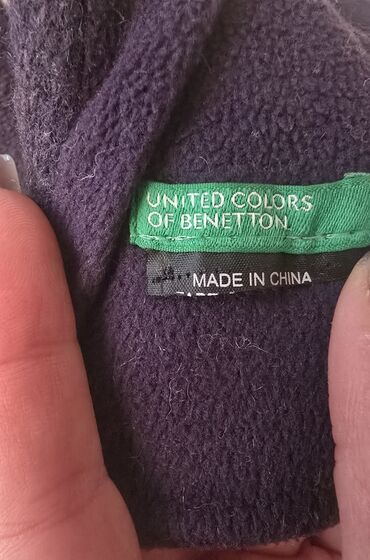 UNITED COLORS
OF BENETTON
MADE IN CHINA